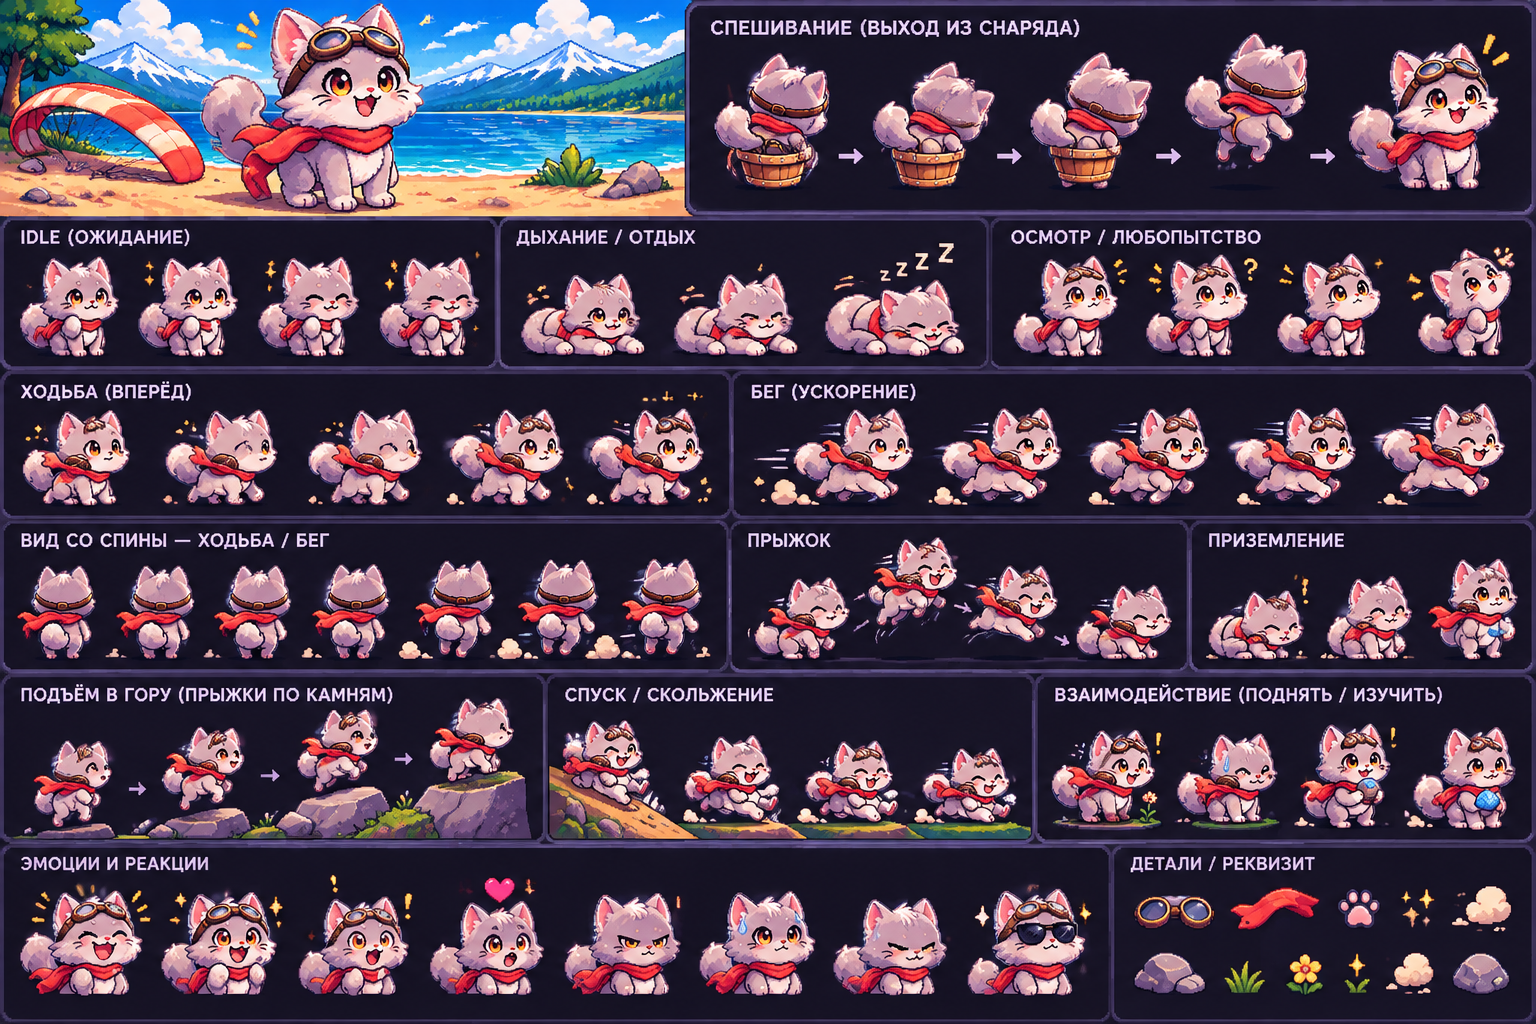 СПЕШИВАНИЕ (ВЫХОД ИЗ СНАРЯДА)
IDLE (ОЖИДАНИЕ)
ДЫХАНИЕ / ОТДЫХ
z z z z
ОСМОТР / ЛЮБОПЫТСТВО
?
ХОДЬБА (ВПЕРЁД)
БЕГ (УСКОРЕНИЕ)
ВИД СО СПИНЫ — ХОДЬБА / БЕГ
ПРЫЖОК
ПРИЗЕМЛЕНИЕ
!
ПОДЪЁМ В ГОРУ (ПРЫЖКИ ПО КАМНЯМ)
СПУСК / СКОЛЬЖЕНИЕ
ВЗАИМОДЕЙСТВИЕ (ПОДНЯТЬ / ИЗУЧИТЬ)
! !
ЭМОЦИИ И РЕАКЦИИ
! !
ДЕТАЛИ / РЕКВИЗИТ